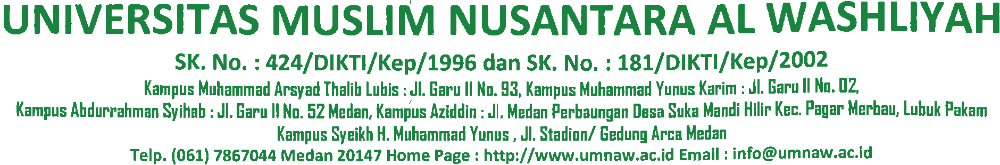 UNIVERSITAS MUSLIM NUSANTARA AL WASHLIYAH
SK. No. : 424/DIKTI/Kep/1996 dan SK. No. : 181/DIKTI/Kep/2002
Kampus Muhammad Arsyad Thalib Lubis : Jl. Garu II No. 93, Kampus Muhammad Yunus Karim : Jl. Garu II No. 02,
Kampus Abdurrahman Syihab : Jl. Garu II No. 52 Medan, Kampus Aziddin : Jl. Medan Perbaungan Desa Suka Mandi Hilir Kec. Pagar Merbau, Lubuk Pakam
Kampus Syeikh H. Muhammad Yunus , Jl. Stadion/ Gedung Arca Medan
Telp. (061) 7867044 Medan 20147 Home Page : http://www.umnaw.ac.id Email : info@umnaw.ac.id